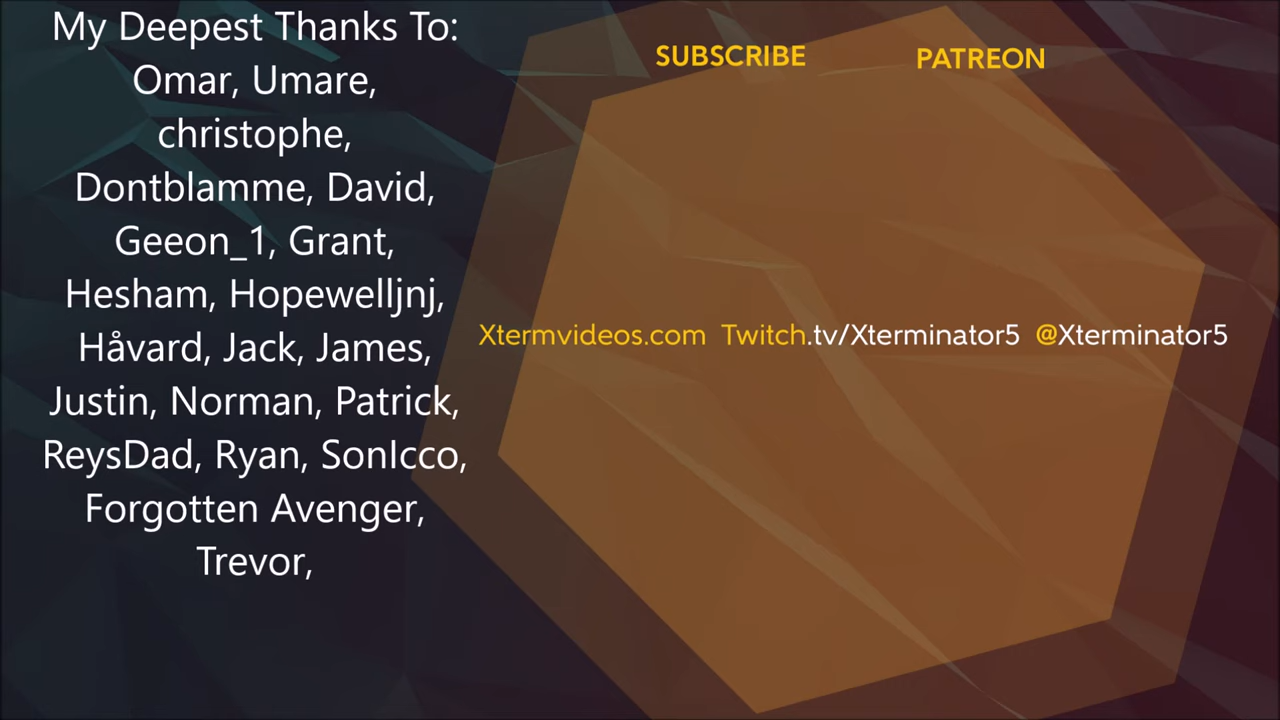 My Deepest Thanks To:
Omar, Umare,
christophe,
Dontblamme, David,
Geeon_1, Grant,
Hesham, Hopewelljnj,
Håvard, Jack, James,
Justin, Norman, Patrick,
ReysDad, Ryan, SonIcco,
Forgotten Avenger,
Trevor,
SUBSCRIBE PATREON
Xtermvideos.com Twitch.tv/Xterminator5 @Xterminator5